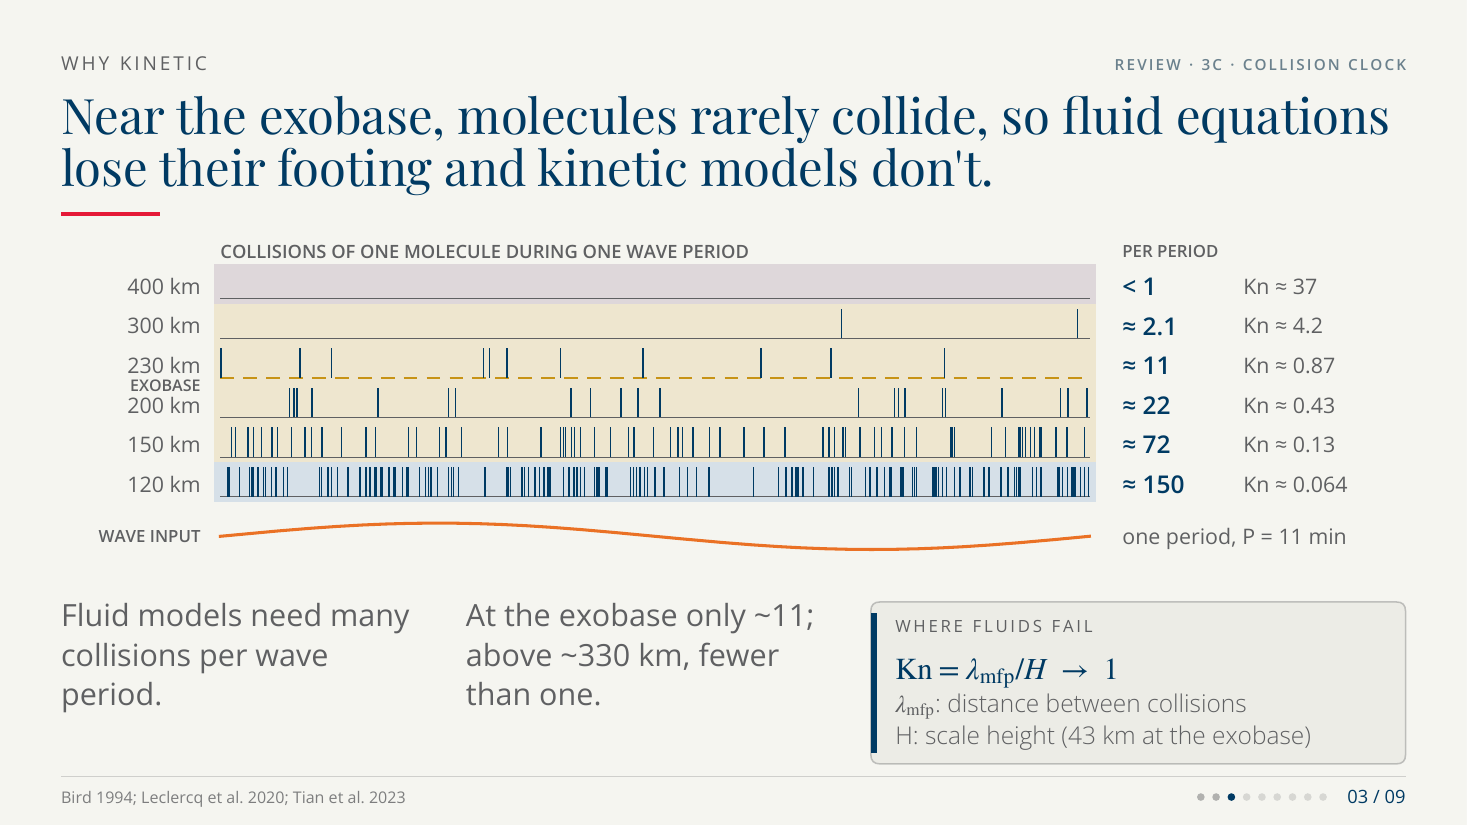 WHY KINETIC
REVIEW · 3C · COLLISION CLOCK
Near the exobase, molecules rarely collide, so fluid equations
lose their footing and kinetic models don't.
COLLISIONS OF ONE MOLECULE DURING ONE WAVE PERIOD
PER PERIOD
400 km < 1 Kn ≈ 37
300 km ≈ 2.1 Kn ≈ 4.2
230 km ≈ 11 Kn ≈ 0.87
EXOBASE
200 km ≈ 22 Kn ≈ 0.43
150 km ≈ 72 Kn ≈ 0.13
120 km ≈ 150 Kn ≈ 0.064
WAVE INPUT one period, P = 11 min
Fluid models need many
collisions per wave
period.
At the exobase only ~11;
above ~330 km, fewer
than one.
WHERE FLUIDS FAIL
Kn = λmfp/H → 1
λmfp: distance between collisions
H: scale height (43 km at the exobase)
Bird 1994; Leclercq et al. 2020; Tian et al. 2023
03 / 09